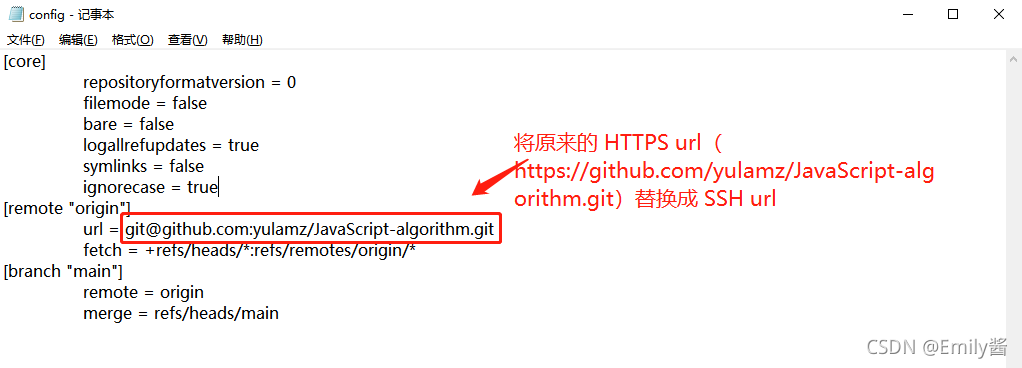 config - 记事本
文件(F) 编辑(E) 格式(O) 查看(V) 帮助(H)
[core]
repositoryformatversion = 0
filemode = false
bare = false
logallrefupdates = true
symlinks = false
ignorecase = true
[remote "origin"]
url = git@github.com:yulamz/JavaScript-algorithm.git
fetch = +refs/heads/*:refs/remotes/origin/*
[branch "main"]
remote = origin
merge = refs/heads/main
将原来的 HTTPS url（
https://github.com/yulamz/JavaScript-alg
orithm.git）替换成 SSH url
CSDN @Emily酱